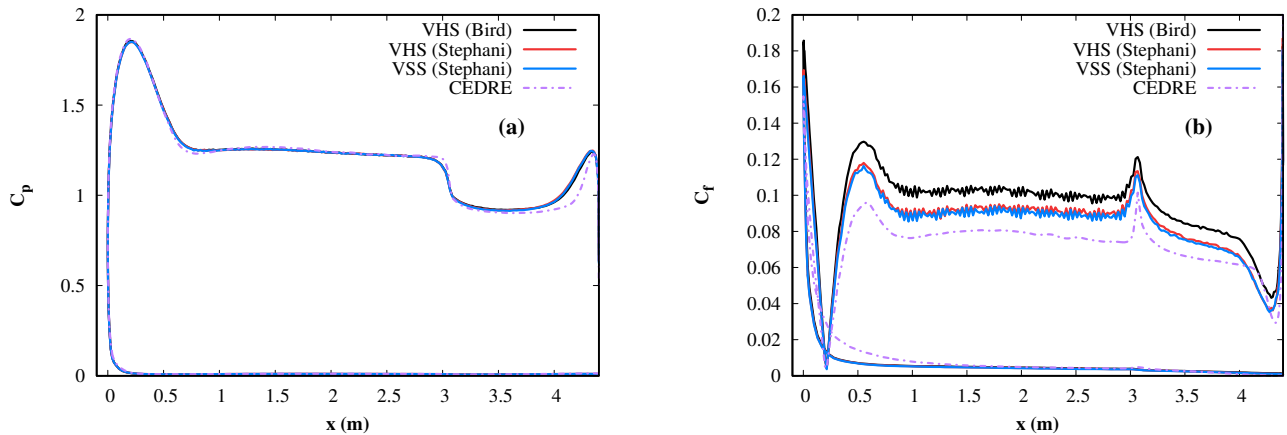 VHS (Bird)
VHS (Stephani)
VSS (Stephani)
CEDRE
(a)
C_p
2
1.5
1
0.5
0
0 0.5 1 1.5 2 2.5 3 3.5 4
x (m)
VHS (Bird)
VHS (Stephani)
VSS (Stephani)
CEDRE
(b)
C_f
0.2
0.18
0.16
0.14
0.12
0.1
0.08
0.06
0.04
0.02
0
0 0.5 1 1.5 2 2.5 3 3.5 4
x (m)